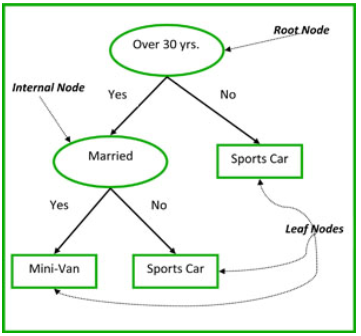 Root Node
Over 30 yrs.
Internal Node
Yes
No
Married
Sports Car
Yes
No
Leaf Nodes
Mini-Van
Sports Car